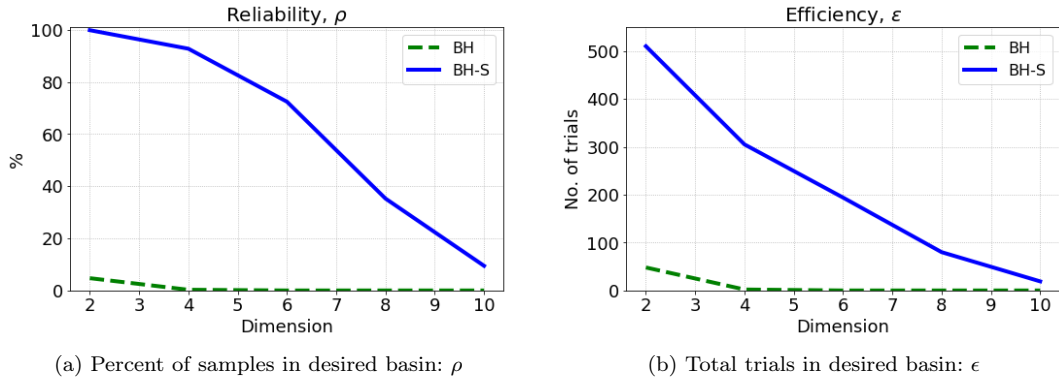 Reliability, ρ
100
80
60
40
20
0
%
BH
BH-S
2 3 4 5 6 7 8 9 10
Dimension
(a) Percent of samples in desired basin: ρ
Efficiency, ε
500
400
300
200
100
0
No. of trials
BH
BH-S
2 3 4 5 6 7 8 9 10
Dimension
(b) Total trials in desired basin: ϵ